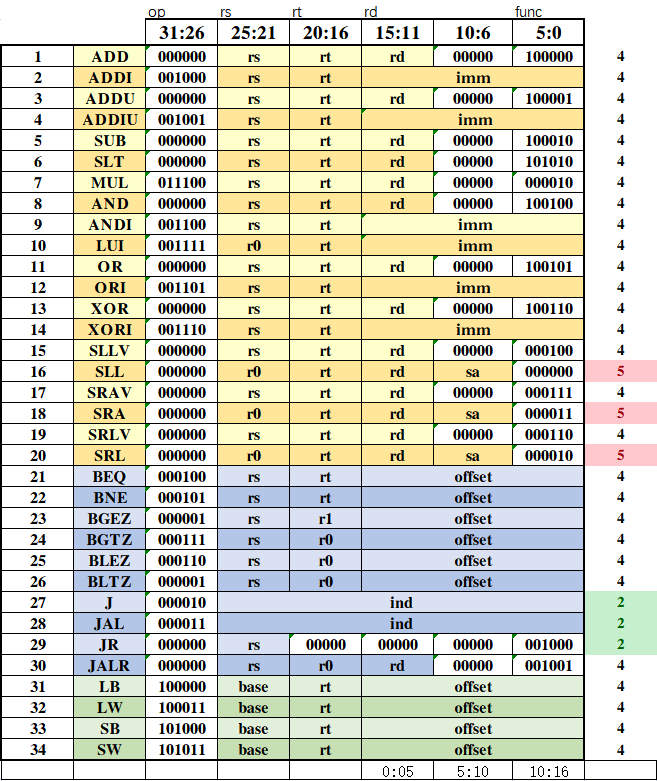 op rs rt rd func
31:26 25:21 20:16 15:11 10:6 5:0
1 ADD 000000 rs rt rd 00000 100000 4
2 ADDI 001000 rs rt imm 4
3 ADDU 000000 rs rt rd 00000 100001 4
4 ADDIU 001001 rs rt imm 4
5 SUB 000000 rs rt rd 00000 100010 4
6 SLT 000000 rs rt rd 00000 101010 4
7 MUL 011100 rs rt rd 00000 000010 4
8 AND 000000 rs rt rd 00000 100100 4
9 ANDI 001100 rs rt imm 4
10 LUI 001111 r0 rt imm 4
11 OR 000000 rs rt rd 00000 100101 4
12 ORI 001101 rs rt imm 4
13 XOR 000000 rs rt rd 00000 100110 4
14 XORI 001110 rs rt imm 4
15 SLLV 000000 rs rt rd 00000 000100 4
16 SLL 000000 r0 rt rd sa 000000 5
17 SRAV 000000 rs rt rd 00000 000111 4
18 SRA 000000 r0 rt rd sa 000011 5
19 SRLV 000000 rs rt rd 00000 000110 4
20 SRL 000000 r0 rt rd sa 000010 5
21 BEQ 000100 rs rt offset 4
22 BNE 000101 rs rt offset 4
23 BGEZ 000001 rs r1 offset 4
24 BGTZ 000111 rs r0 offset 4
25 BLEZ 000110 rs r0 offset 4
26 BLTZ 000001 rs r0 offset 4
27 J 000010 ind 2
28 JAL 000011 ind 2
29 JR 000000 rs 00000 00000 00000 001000 2
30 JALR 000000 rs r0 rd 00000 001001 4
31 LB 100000 base rt offset 4
32 LW 100011 base rt offset 4
33 SB 101000 base rt offset 4
34 SW 101011 base rt offset 4
0:05 5:10 10:16